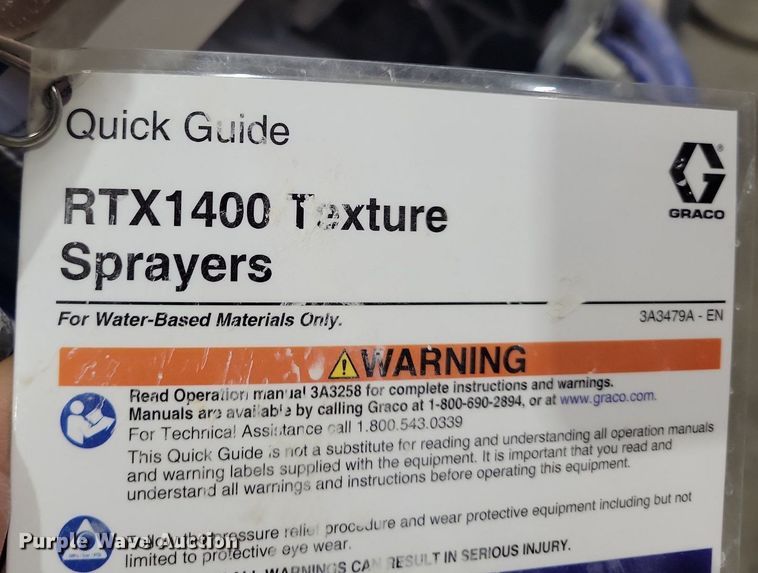 Quick Guide
RTX1400 Texture
Sprayers
GRACO
For Water-Based Materials Only.
3A3479A - EN
WARNING
Read Operation manual 3A3258 for complete instructions and warnings.
Manuals are available by calling Graco at 1-800-690-2894, or at www.graco.com.
For Technical Assistance call 1.800.543.0339
This Quick Guide is not a substitute for reading and understanding all operation manuals
and warning labels supplied with the equipment. It is important that you read and
understand all warnings and instructions before operating this equipment.
pressure relief procedure and wear protective equipment including but not
limited to protective eye wear.
WARNINGS CAN RESULT IN SERIOUS INJURY.
Purple Wave Auction